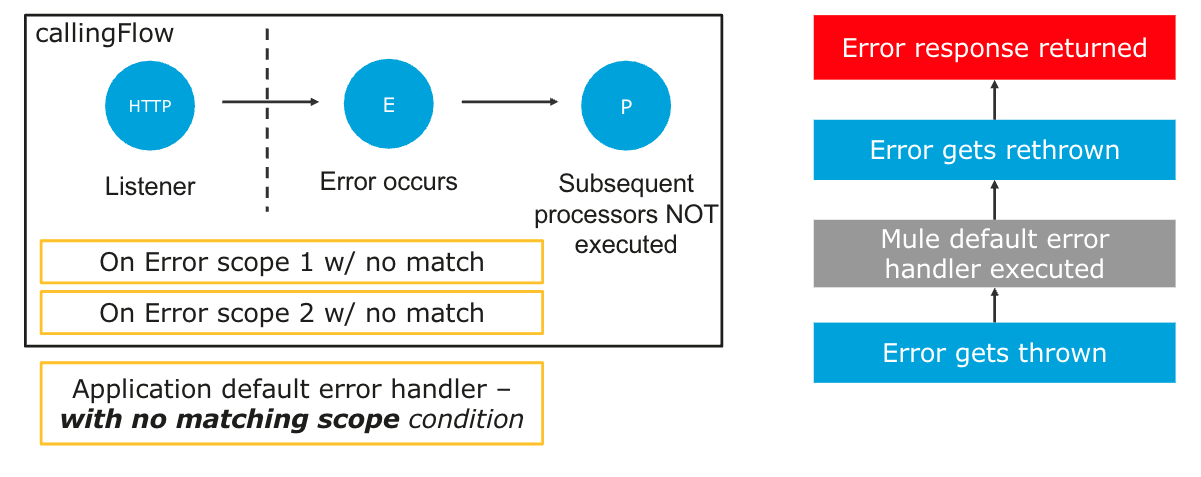 callingFlow
HTTP
E
P
Listener
Error occurs
Subsequent
processors NOT
executed
On Error scope 1 w/ no match
On Error scope 2 w/ no match
Application default error handler –
with no matching scope condition
Error response returned
Error gets rethrown
Mule default error
handler executed
Error gets thrown